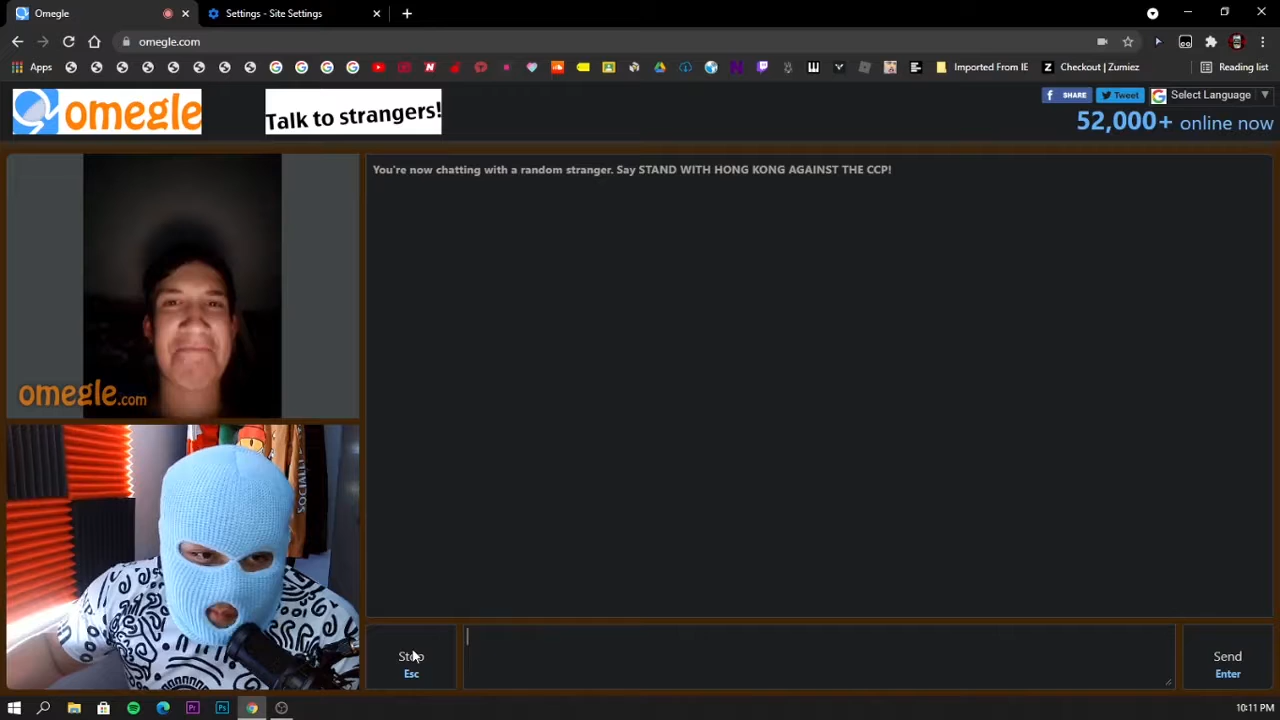 Omegle
Settings - Site Settings
omegle.com
Apps
Imported From IE
Checkout | Zumiez
Reading list
omegle
Talk to strangers!
SHARE
Tweet
Select Language
52,000+ online now
You're now chatting with a random stranger. Say STAND WITH HONG KONG AGAINST THE CCP!
omegle.com
SOCIALLY
Stop
Esc
Send
Enter
10:11 PM